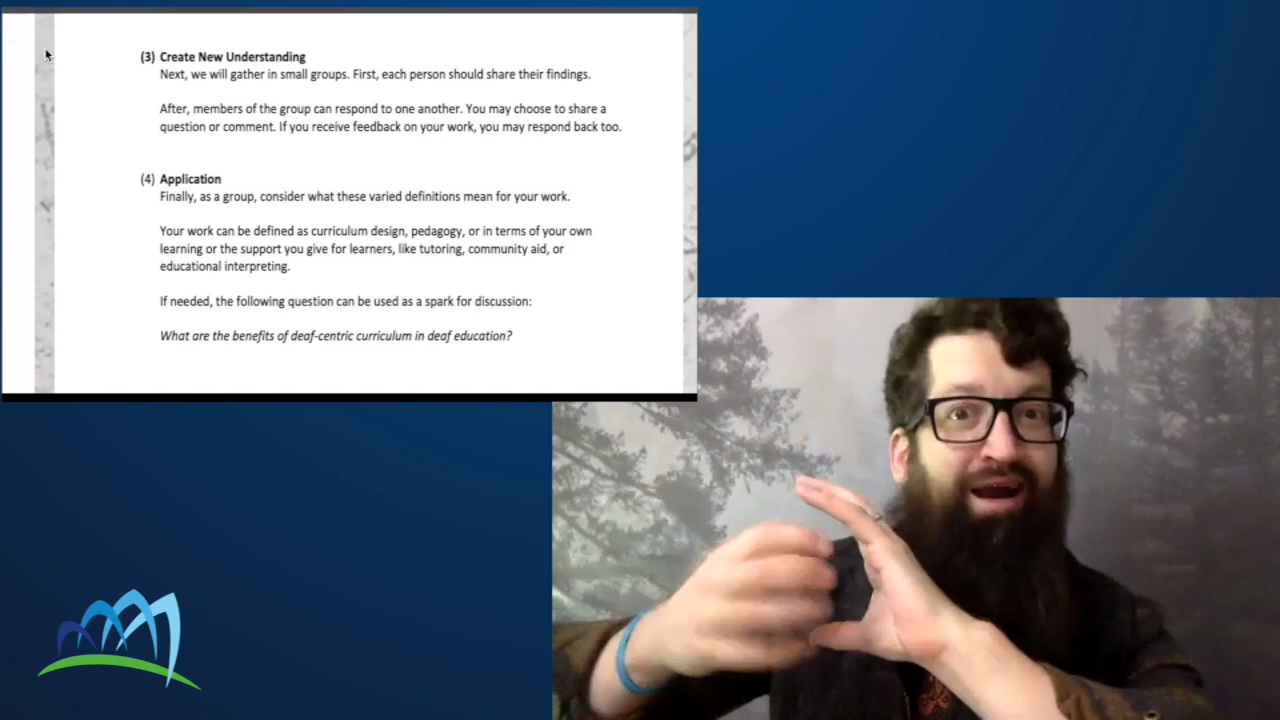 (3) Create New Understanding
Next, we will gather in small groups. First, each person should share their findings.
After, members of the group can respond to one another. You may choose to share a
question or comment. If you receive feedback on your work, you may respond back too.
(4) Application
Finally, as a group, consider what these varied definitions mean for your work.
Your work can be defined as curriculum design, pedagogy, or in terms of your own
learning or the support you give for learners, like tutoring, community aid, or
educational interpreting.
If needed, the following question can be used as a spark for discussion:
What are the benefits of deaf-centric curriculum in deaf education?